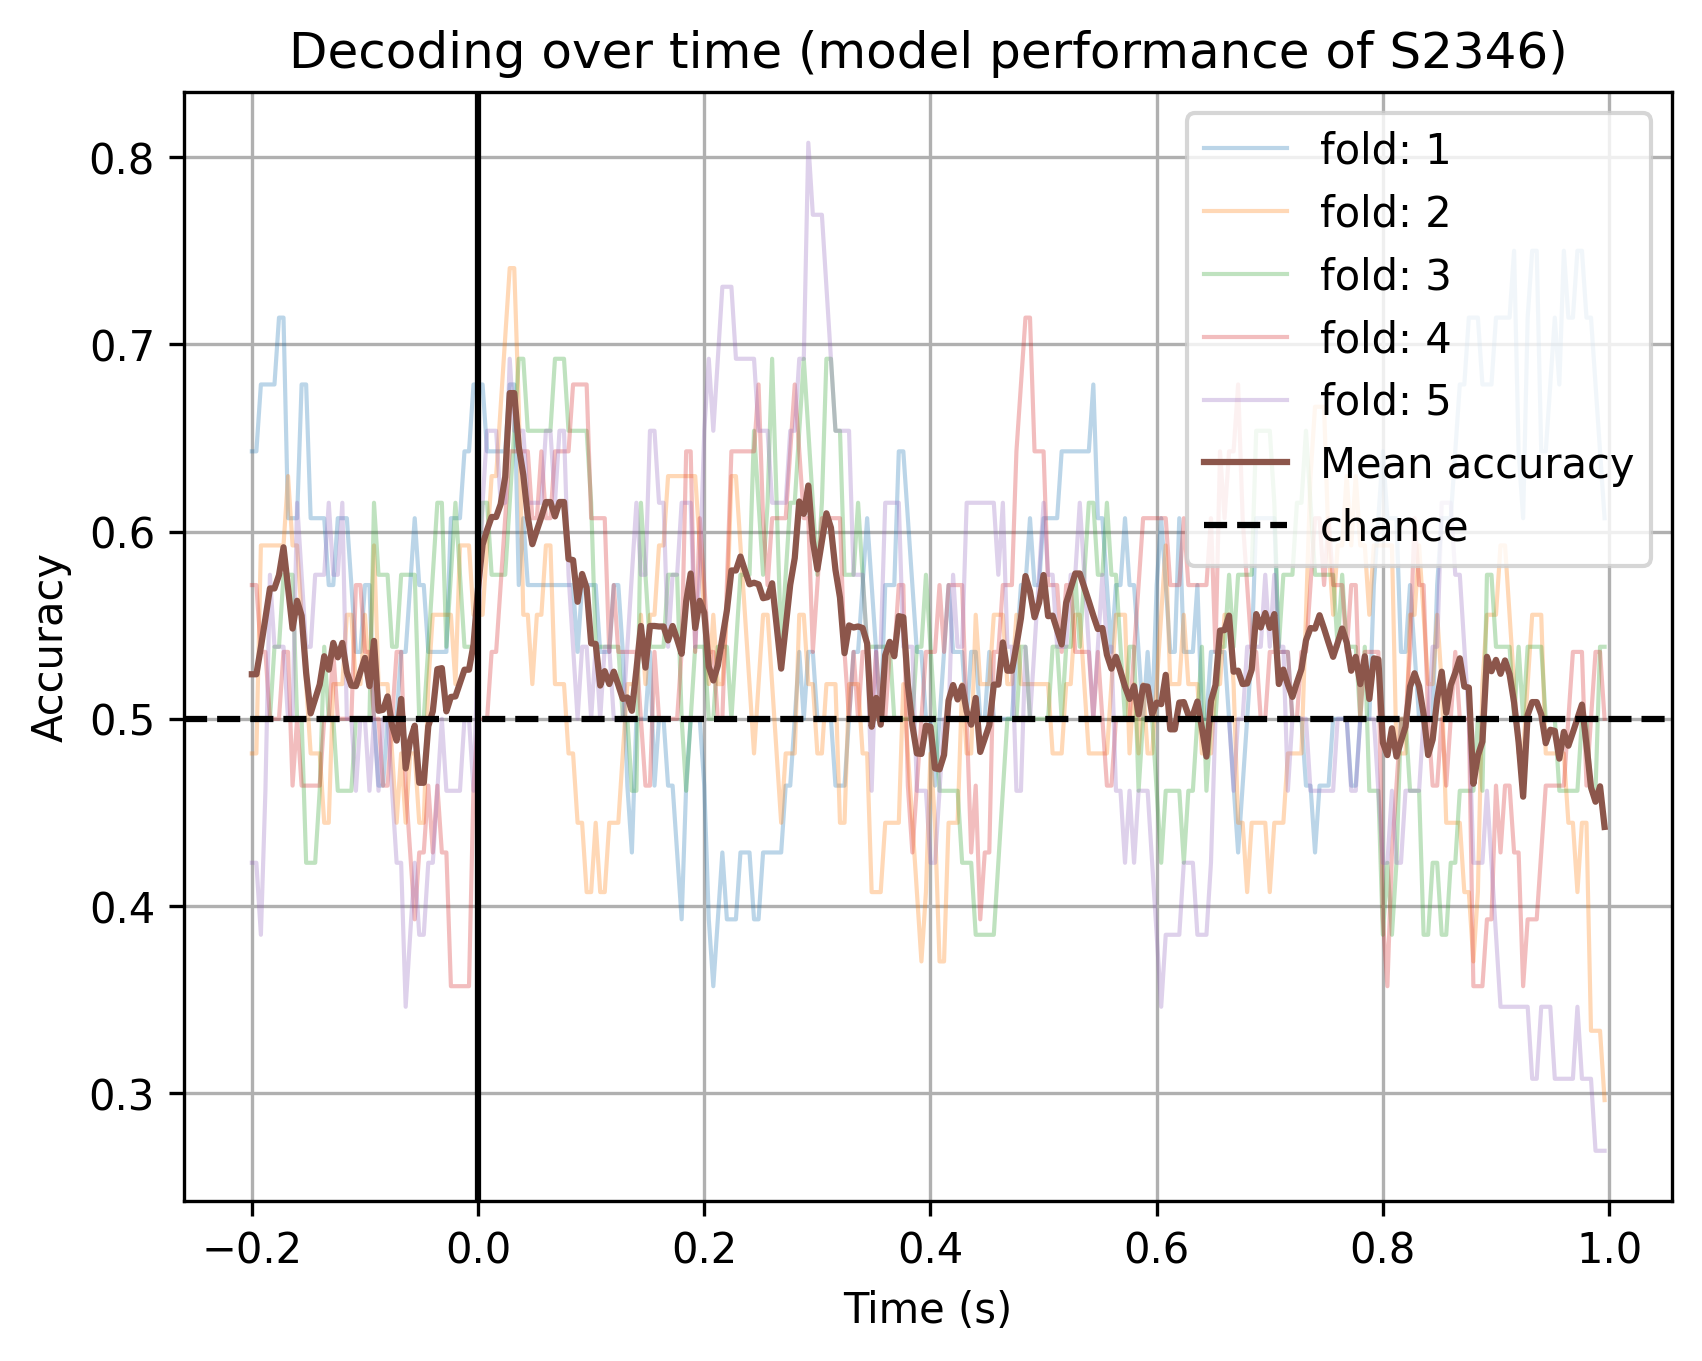 Decoding over time (model performance of S2346)
fold: 1
fold: 2
fold: 3
fold: 4
fold: 5
Mean accuracy
chance
Accuracy
0.8
0.7
0.6
0.5
0.4
0.3
−0.2 0.0 0.2 0.4 0.6 0.8 1.0
Time (s)